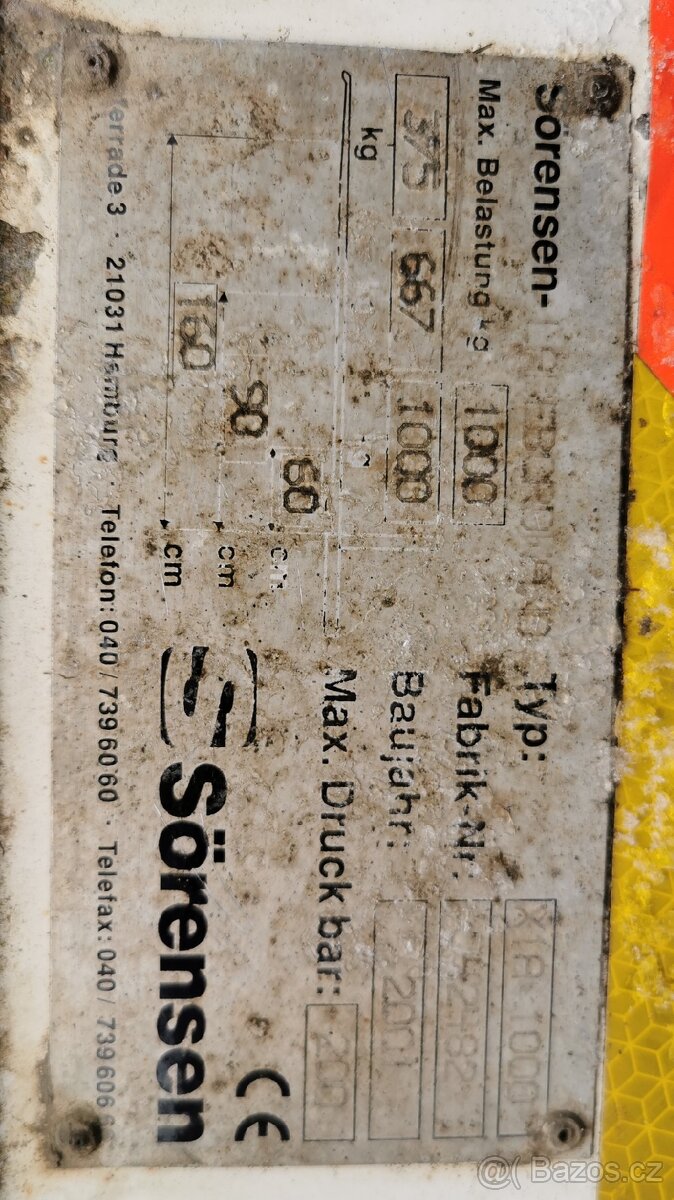 Sörensen-
Typ: 1000
Max. Belastung kg 1000
Fabrik-Nr.
375 667 1000
Baujahr: 2001
kg
Max. Druck bar: 200
60 cm
90 cm
160 cm
Sörensen CE
3 · 21031 Hamburg · Telefon: 040 / 739 60 60 · Telefax: 040 / 739 606
Bazos.cz